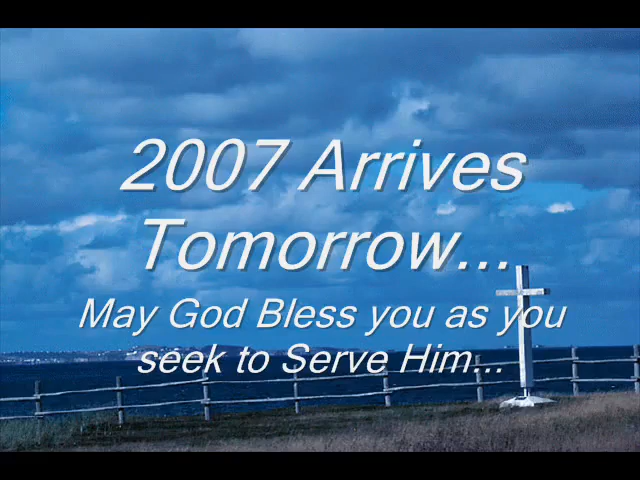 2007 Arrives
Tomorrow...
May God Bless you as you
seek to Serve Him...